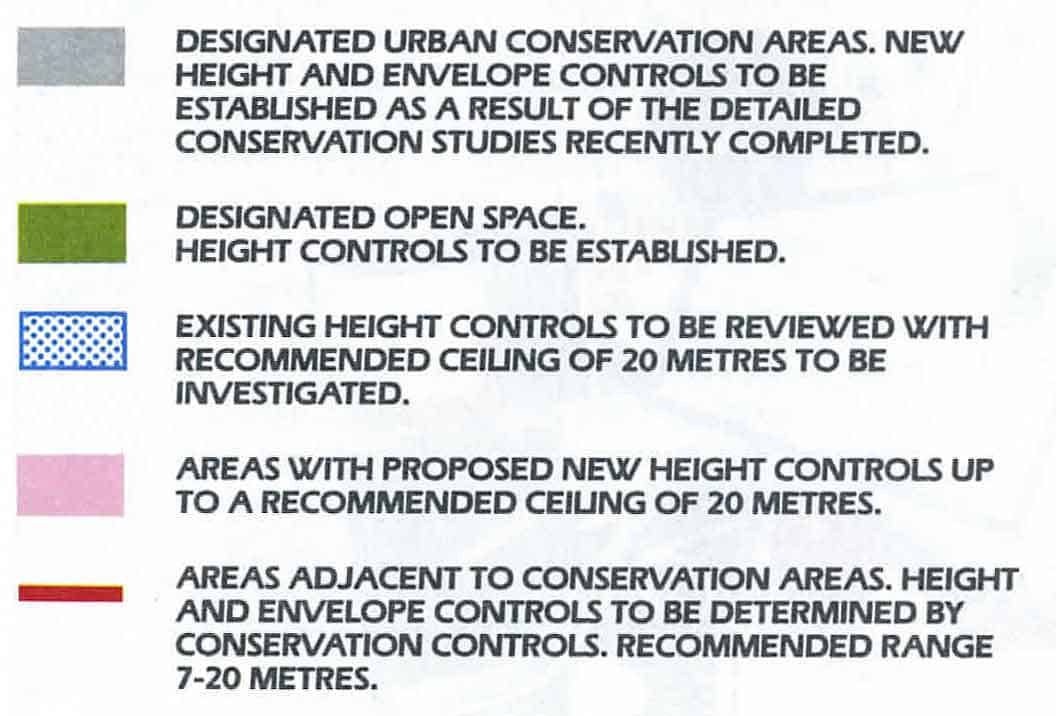 DESIGNATED URBAN CONSERVATION AREAS. NEW
HEIGHT AND ENVELOPE CONTROLS TO BE
ESTABLISHED AS A RESULT OF THE DETAILED
CONSERVATION STUDIES RECENTLY COMPLETED.
DESIGNATED OPEN SPACE.
HEIGHT CONTROLS TO BE ESTABLISHED.
EXISTING HEIGHT CONTROLS TO BE REVIEWED WITH
RECOMMENDED CEILING OF 20 METRES TO BE
INVESTIGATED.
AREAS WITH PROPOSED NEW HEIGHT CONTROLS UP
TO A RECOMMENDED CEILING OF 20 METRES.
AREAS ADJACENT TO CONSERVATION AREAS. HEIGHT
AND ENVELOPE CONTROLS TO BE DETERMINED BY
CONSERVATION CONTROLS. RECOMMENDED RANGE
7-20 METRES.